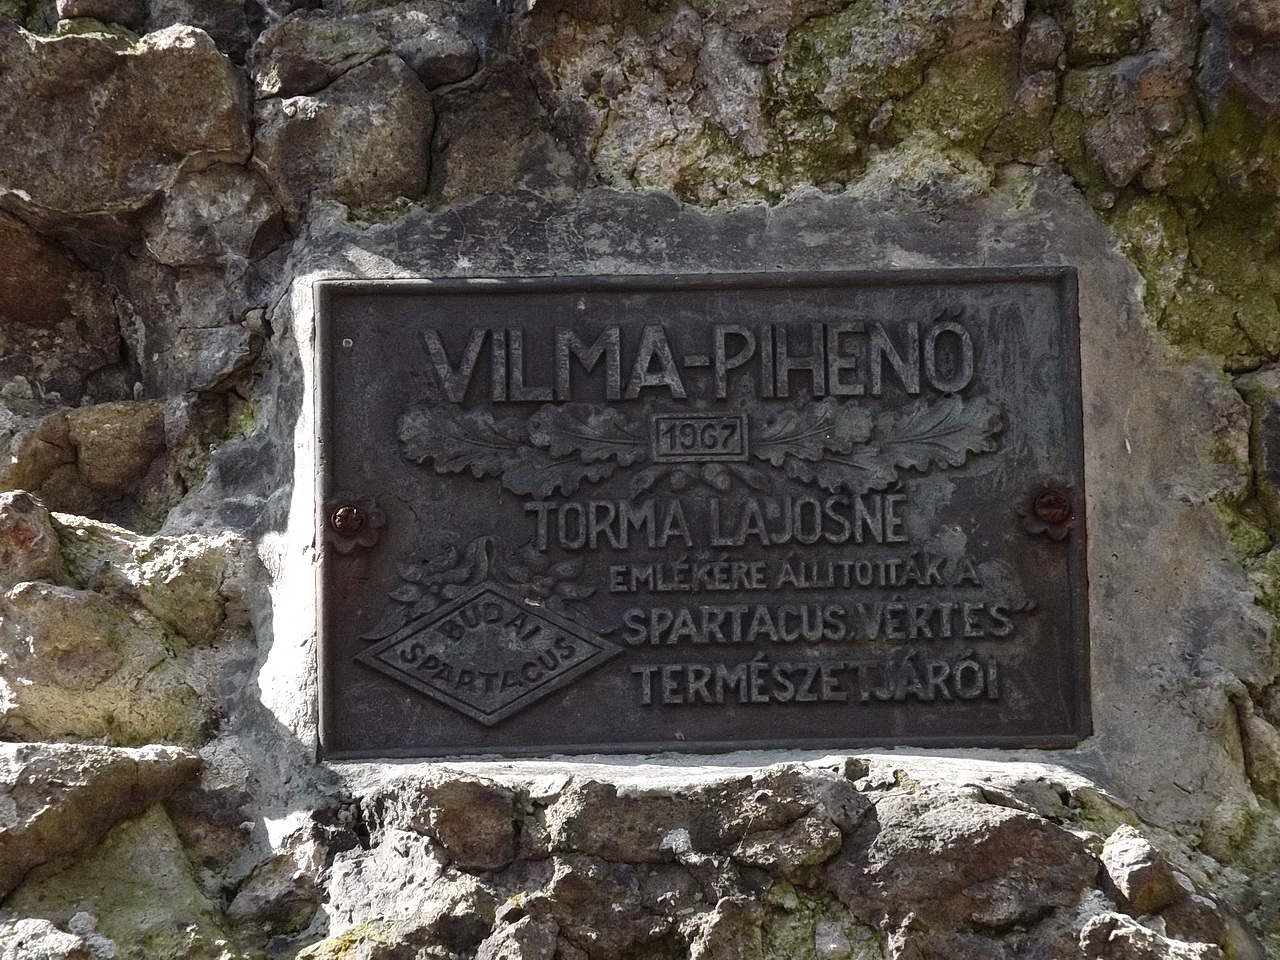 VILMA-PIHENŐ
1967
TORMA LAJOSNÉ
EMLÉKÉRE ÁLLITOTTÁK A
SPARTACUS VÉRTES
TERMÉSZETJÁRÓI
BUDAI
SPARTACUS